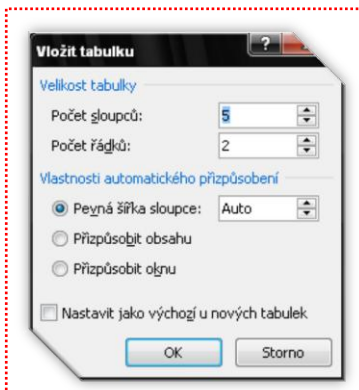 Vložit tabulku
Velikost tabulky
Počet sloupců: 5
Počet řádků: 2
Vlastnosti automatického přizpůsobení
Pevná šířka sloupce: Auto
Přizpůsobit obsahu
Přizpůsobit oknu
Nastavit jako výchozí u nových tabulek
OK Storno